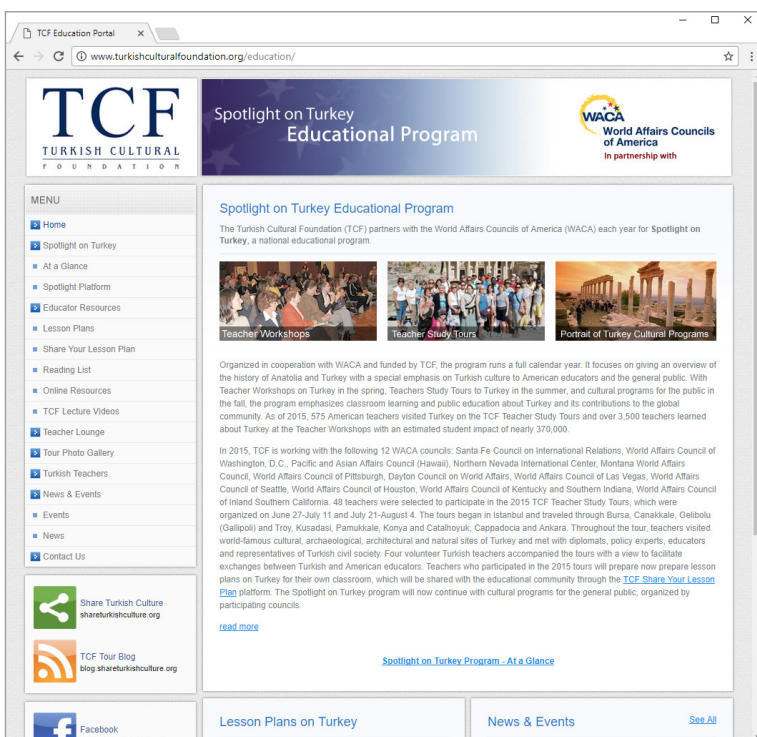 TCF Education Portal
www.turkishculturalfoundation.org/education/
TCF
TURKISH CULTURAL
FOUNDATION
Spotlight on Turkey
Educational Program
WACA
World Affairs Councils
of America
In partnership with
MENU
Home
Spotlight on Turkey
At a Glance
Spotlight Platform
Educator Resources
Lesson Plans
Share Your Lesson Plan
Reading List
Online Resources
TCF Lecture Videos
Teacher Lounge
Tour Photo Gallery
Turkish Teachers
News & Events
Events
News
Contact Us
Share Turkish Culture
shareturkishculture.org
TCF Tour Blog
blog.shareturkishculture.org
Facebook
Spotlight on Turkey Educational Program
The Turkish Cultural Foundation (TCF) partners with the World Affairs Councils of America (WACA) each year for Spotlight on
Turkey, a national educational program.
Teacher Workshops
Teacher Study Tours
Portrait of Turkey Cultural Programs
Organized in cooperation with WACA and funded by TCF, the program runs a full calendar year. It focuses on giving an overview of
the history of Anatolia and Turkey with a special emphasis on Turkish culture to American educators and the general public. With
Teacher Workshops on Turkey in the spring, Teachers Study Tours to Turkey in the summer, and cultural programs for the public in
the fall, the program emphasizes classroom learning and public education about Turkey and its contributions to the global
community. As of 2015, 575 American teachers visited Turkey on the TCF Teacher Study Tours and over 3,500 teachers learned
about Turkey at the Teacher Workshops with an estimated student impact of nearly 370,000.
In 2015, TCF is working with the following 12 WACA councils: Santa Fe Council on International Relations, World Affairs Council of
Washington, D.C., Pacific and Asian Affairs Council (Hawaii), Northern Nevada International Center, Montana World Affairs
Council, World Affairs Council of Pittsburgh, Dayton Council on World Affairs, World Affairs Council of Las Vegas, World Affairs
Council of Seattle, World Affairs Council of Houston, World Affairs Council of Kentucky and Southern Indiana, World Affairs Council
of Inland Southern California. 48 teachers were selected to participate in the 2015 TCF Teacher Study Tours, which were
organized on June 27-July 11 and July 21-August 4. The tours began in Istanbul and traveled through Bursa, Canakkale, Gelibolu
(Gallipoli) and Troy, Kusadasi, Pamukkale, Konya and Catalhoyuk, Cappadocia and Ankara. Throughout the tour, teachers visited
world-famous cultural, archaeological, architectural and natural sites of Turkey and met with diplomats, policy experts, educators
and representatives of Turkish civil society. Four volunteer Turkish teachers accompanied the tours with a view to facilitate
exchanges between Turkish and American educators. Teachers who participated in the 2015 tours will prepare now prepare lesson
plans on Turkey for their own classroom, which will be shared with the educational community through the TCF Share Your Lesson
Plan platform. The Spotlight on Turkey program will now continue with cultural programs for the general public, organized by
participating councils.
read more
Spotlight on Turkey Program - At a Glance
Lesson Plans on Turkey
News & Events
See All